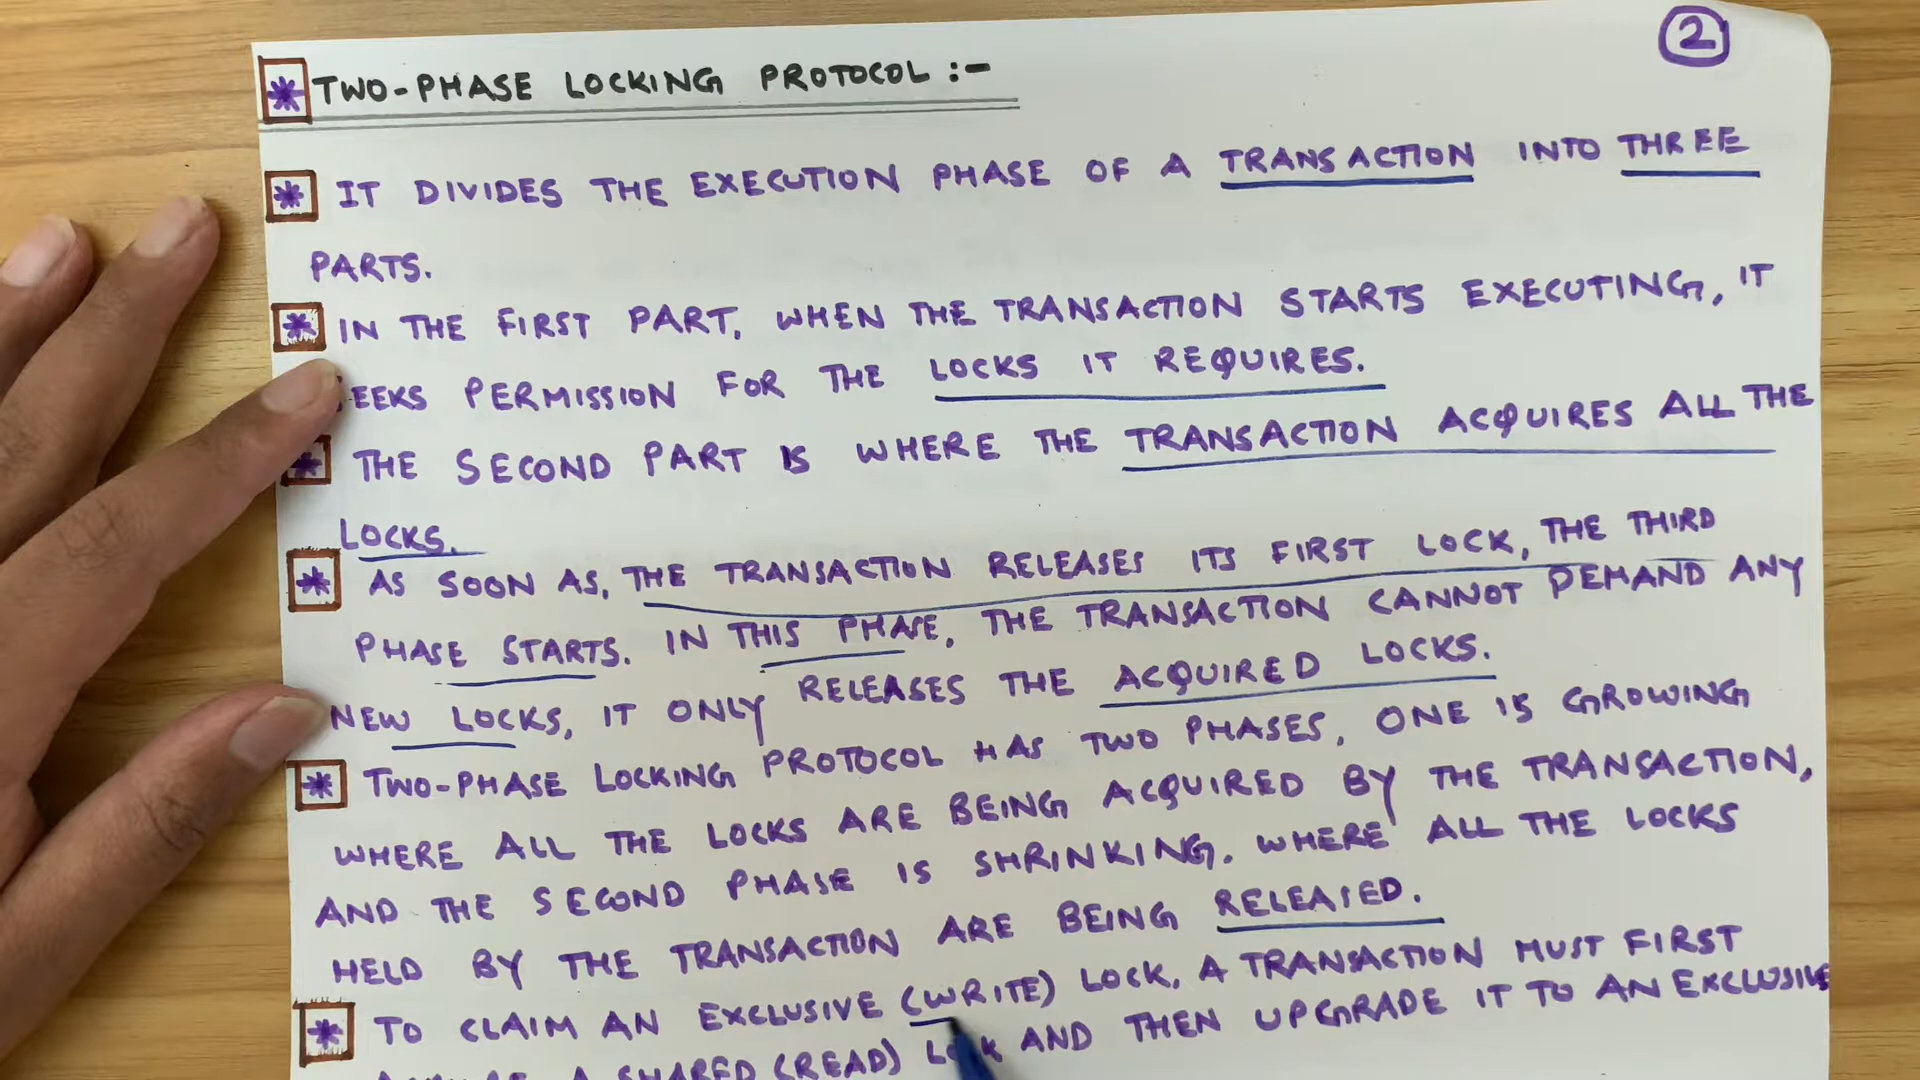 2
* TWO-PHASE LOCKING PROTOCOL :-
* IT DIVIDES THE EXECUTION PHASE OF A TRANSACTION INTO THREE
PARTS.
* IN THE FIRST PART, WHEN THE TRANSACTION STARTS EXECUTING, IT
EEKS PERMISSION FOR THE LOCKS IT REQUIRES.
* THE SECOND PART IS WHERE THE TRANSACTION ACQUIRES ALL THE
LOCKS.
* AS SOON AS, THE TRANSACTION RELEASES ITS FIRST LOCK, THE THIRD
PHASE STARTS. IN THIS PHASE, THE TRANSACTION CANNOT DEMAND ANY
NEW LOCKS, IT ONLY RELEASES THE ACQUIRED LOCKS.
* TWO-PHASE LOCKING PROTOCOL HAS TWO PHASES, ONE IS GROWING
WHERE ALL THE LOCKS ARE BEING ACQUIRED BY THE TRANSACTION,
AND THE SECOND PHASE IS SHRINKING. WHERE ALL THE LOCKS
HELD BY THE TRANSACTION ARE BEING RELEASED.
* TO CLAIM AN EXCLUSIVE (WRITE) LOCK, A TRANSACTION MUST FIRST
A SHARED (READ) LOCK AND THEN UPGRADE IT TO AN EXCLUSIVE